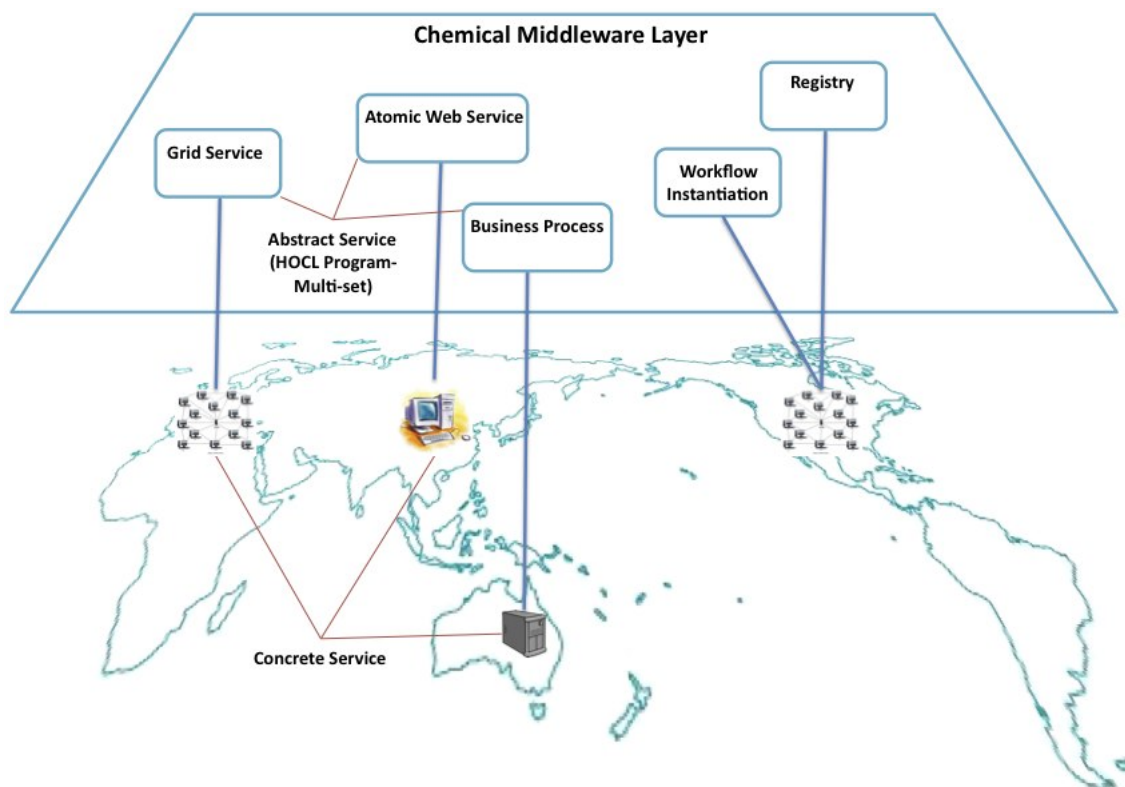 Chemical Middleware Layer
Registry
Atomic Web Service
Grid Service
Workflow
Instantiation
Business Process
Abstract Service
(HOCL Program-
Multi-set)
Concrete Service